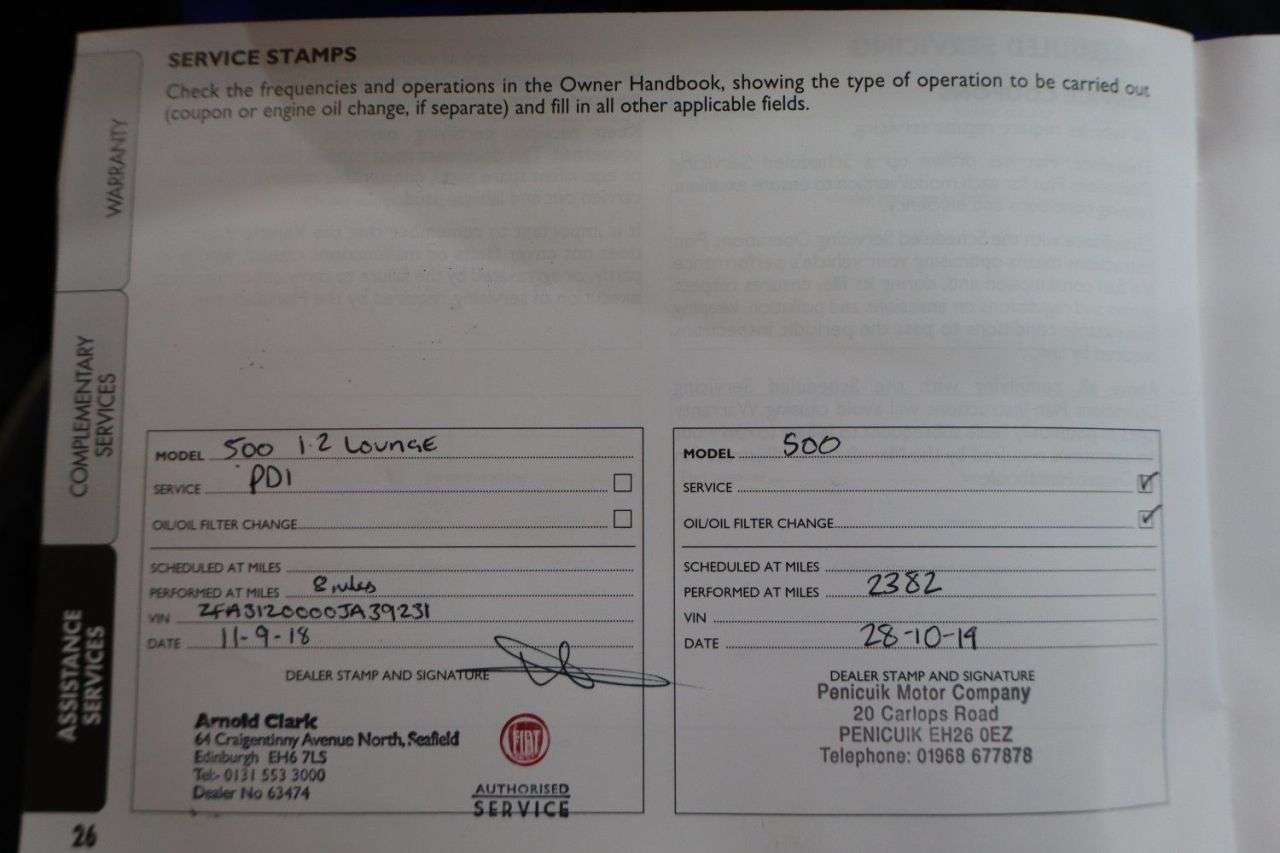 SERVICE STAMPS
Check the frequencies and operations in the Owner Handbook, showing the type of operation to be carried out
(coupon or engine oil change, if separate) and fill in all other applicable fields.
WARRANTY
COMPLEMENTARY
SERVICES
ASSISTANCE
SERVICES
MODEL 500 1.2 LOUNGE
SERVICE PDI
OIL/OIL FILTER CHANGE
SCHEDULED AT MILES
PERFORMED AT MILES 8 miles
VIN ZFA3120000JA39231
DATE 11-9-18
DEALER STAMP AND SIGNATURE
Arnold Clark
64 Craigentinny Avenue North, Seafield
Edinburgh EH6 7LS
Tel:- 0131 553 3000
Dealer No 63474
FIAT
AUTHORISED
SERVICE
MODEL 500
SERVICE
OIL/OIL FILTER CHANGE
SCHEDULED AT MILES
PERFORMED AT MILES 2382
VIN
DATE 28-10-19
DEALER STAMP AND SIGNATURE
Penicuik Motor Company
20 Carlops Road
PENICUIK EH26 0EZ
Telephone: 01968 677878
26